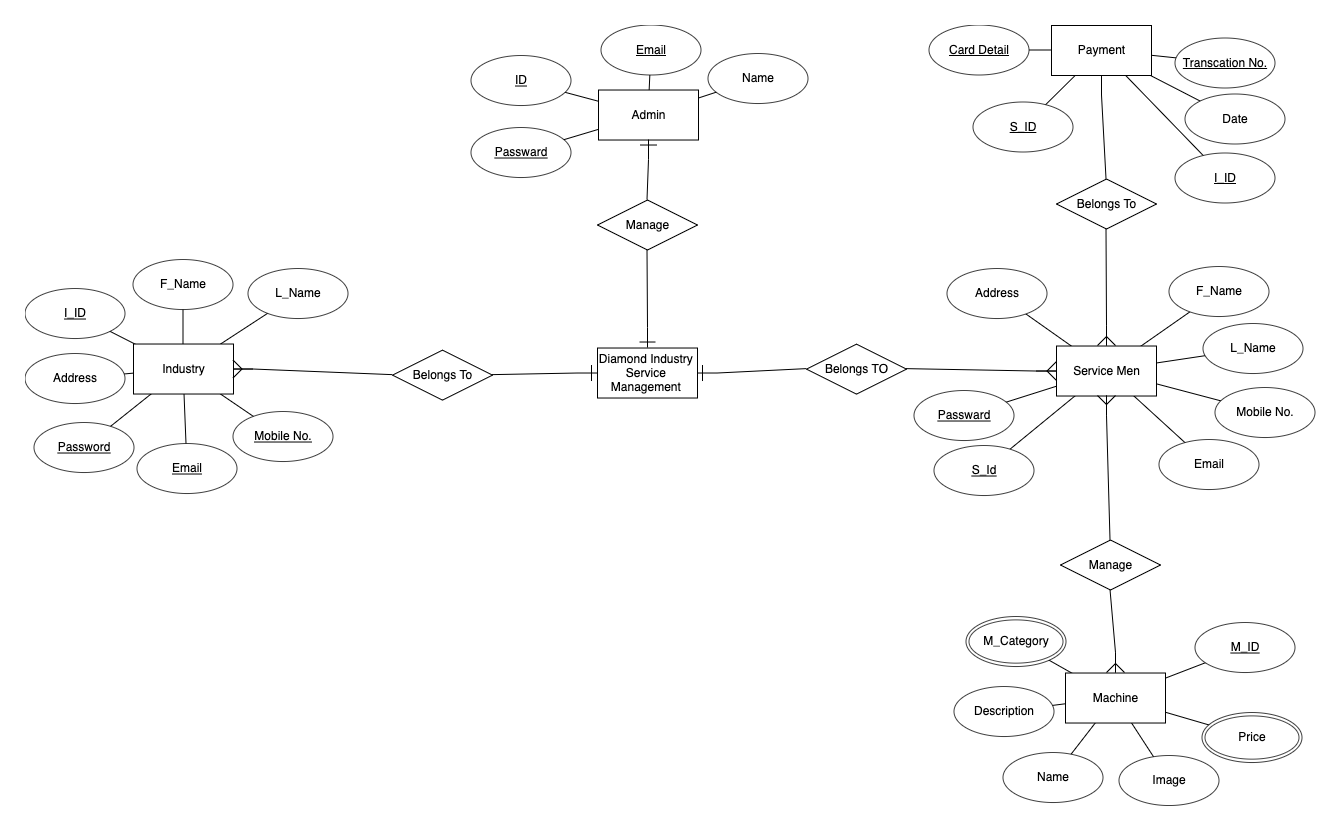 Email
Card Detail
Payment
Transcation No.
ID
Name
Admin
Date
S_ID
Passward
I_ID
Belongs To
Manage
F_Name
L_Name
Address
F_Name
I_ID
L_Name
Diamond Industry
Service
Management
Industry
Belongs To
Belongs TO
Service Men
Address
Passward
Mobile No.
Password
Mobile No.
Email
S_Id
Email
Manage
M_Category
M_ID
Machine
Description
Price
Name
Image